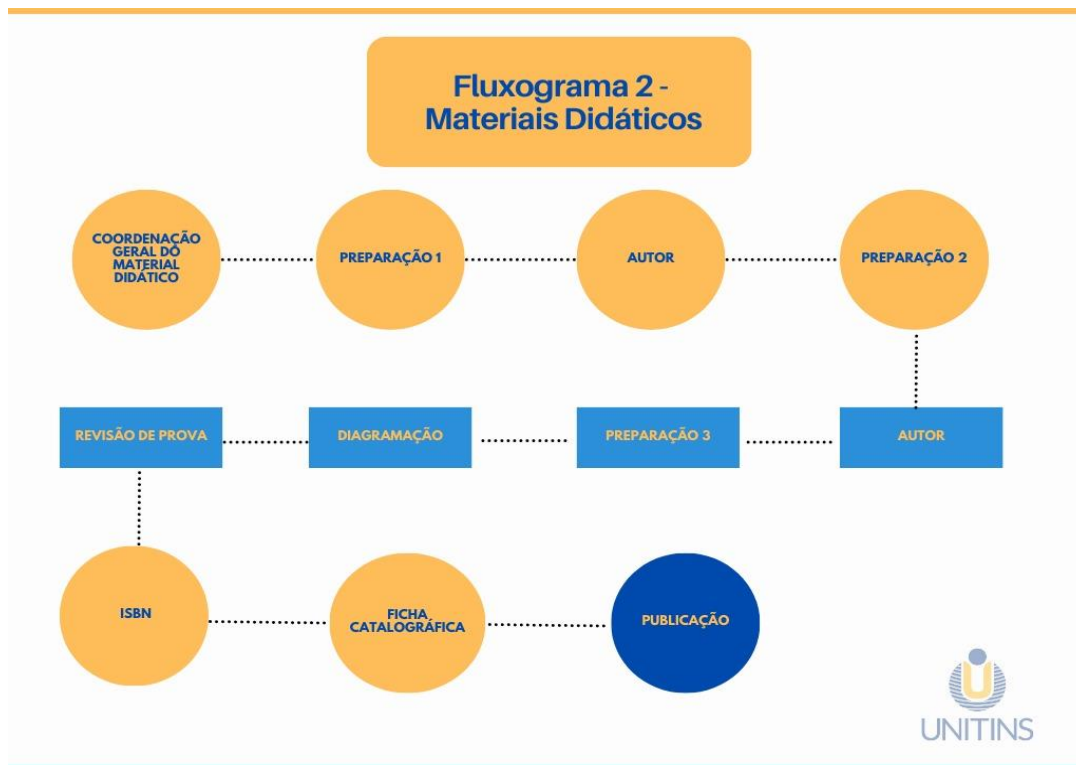 Fluxograma 2 -
Materiais Didáticos
COORDENAÇÃO
GERAL DO
MATERIAL
DIDÁTICO
PREPARAÇÃO 1
AUTOR
PREPARAÇÃO 2
REVISÃO DE PROVA
DIAGRAMAÇÃO
PREPARAÇÃO 3
AUTOR
ISBN
FICHA
CATALOGRÁFICA
PUBLICAÇÃO
UNITINS